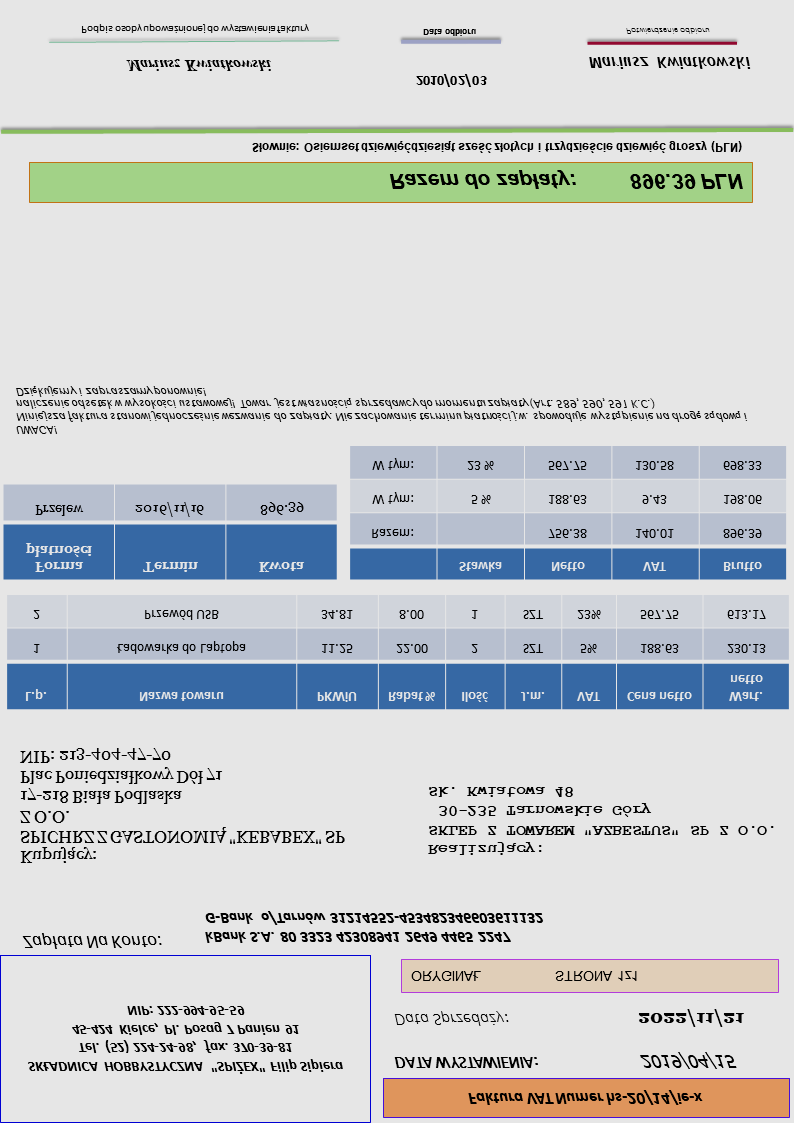 Faktura VAT Numer hs-20/14/ie-x
DATA WYSTAWIENIA: 2019/04/15
Data Sprzedaży: 2022/11/21
ORYGINAŁ STRONA 1z1
SKŁADNICA HOBBYSTYCZNA "SPIŻEX" Filip Sipiera
Tel. (52) 224-24-98, fax. 370-39-81
45-424 Kielce, Pl. Posag 7 Panien 91
NIP: 222-994-95-59
Zapłata Na Konto:
kBank S.A. 80 3323 42308941 2649 4465 2247
G-Bank o/Tarnów 31214552-453482346603611132
Kupujący:
SPICHRZ Z GASTONOMIĄ "KEBABEX" SP
Z O.O.
17-218 Biała Podlaska
Plac Poniedziałkowy Dół 71
NIP: 213-404-47-70
Realizujący:
SKLEP Z TOWAREM "AZBESTUS" SP Z O.O.
30-235 Tarnowskie Góry
Sk. Kwiatowa 48
L.p. Nazwa towaru PKWiU Rabat % Ilość J.m. VAT Cena netto Wart. netto
1 Ładowarka do Laptopa 11.25 22.00 2 SZT 5% 188.63 230.13
2 Przewód USB 34.81 8.00 1 SZT 23% 567.75 613.17
Forma płatności Termin Kwota
Przelew 2016/11/16 896.39
Stawka Netto VAT Brutto
Razem: 756.38 140.01 896.39
W tym: 5 % 188.63 9.43 198.06
W tym: 23 % 567.75 130.58 698.33
UWAGA!
Niniejsza faktura stanowi jednocześnie wezwanie do zapłaty. Nie zachowanie terminu płatności j.w. spowoduje wystąpienie na drogę sądową i
naliczenie odsetek w wysokości ustawowej! Towar jest własnością sprzedawcy do momentu zapłaty(Art. 589, 590, 591 K.C.)
Dziękujemy i zapraszamy ponownie!
Razem do zapłaty: 896.39 PLN
Słownie: Osiemset dziewięćdziesiąt sześć złotych i trzydzieście dziewięć groszy (PLN)
Mariusz Kwiatkowski
Podpis osoby upoważnionej do wystawienia faktury
2010/02/03
Data odbioru
Mariusz Kwiatkowski
Potwierdzenie odbioru